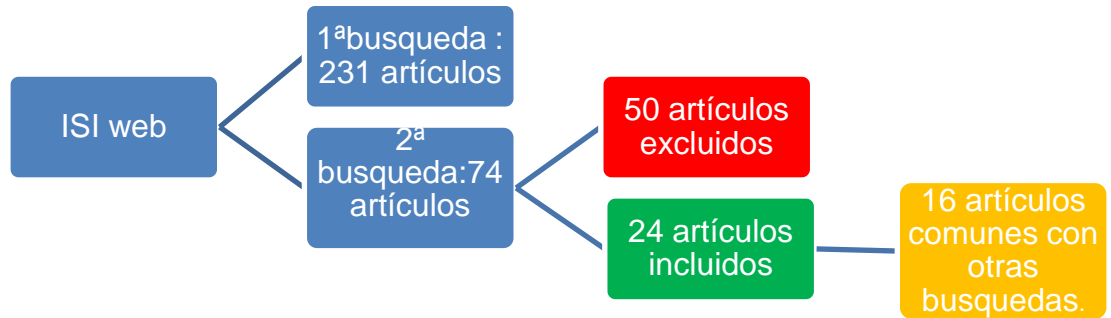 ISI web
1ªbusqueda :
231 artículos
2ª
busqueda:74
artículos
50 artículos
excluidos
24 artículos
incluidos
16 artículos
comunes con
otras
busquedas.